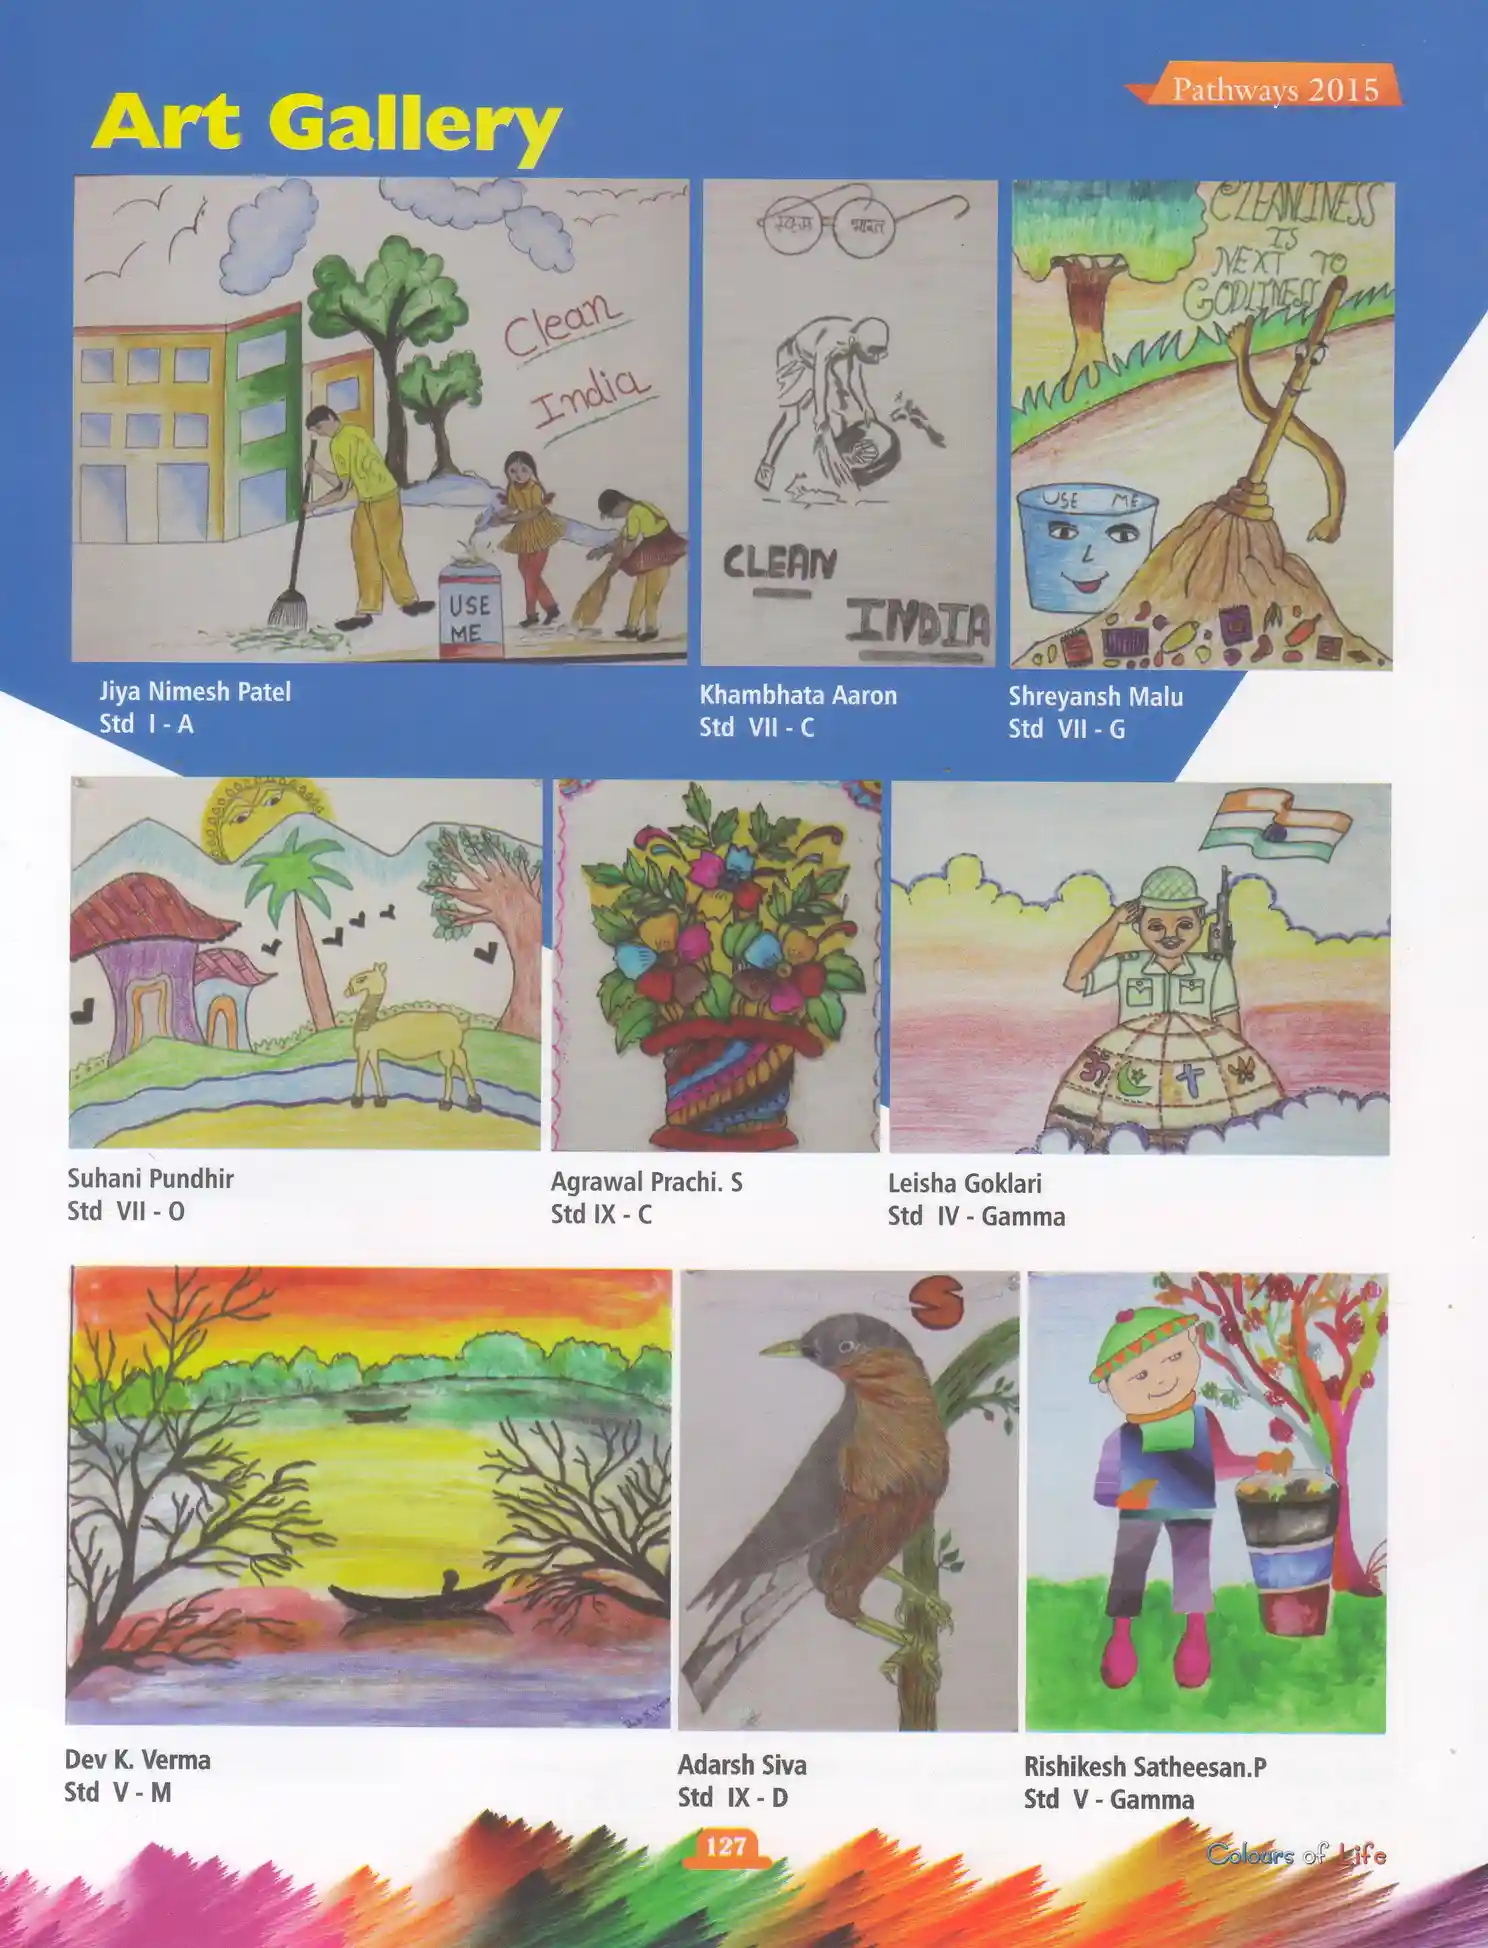 Pathways 2015
Art Gallery
Clean
India
USE
ME
स्वच्छ भारत
CLEAN
INDIA
CLEANLINESS
IS
NEXT TO
GODLINESS
USE ME
Jiya Nimesh Patel
Std I - A
Khambhata Aaron
Std VII - C
Shreyansh Malu
Std VII - G
Suhani Pundhir
Std VII - O
Agrawal Prachi. S
Std IX - C
ॐ
Leisha Goklari
Std IV - Gamma
S
Dev K. Verma
Std V - M
Adarsh Siva
Std IX - D
Rishikesh Satheesan.P
Std V - Gamma
127
Colours of Life